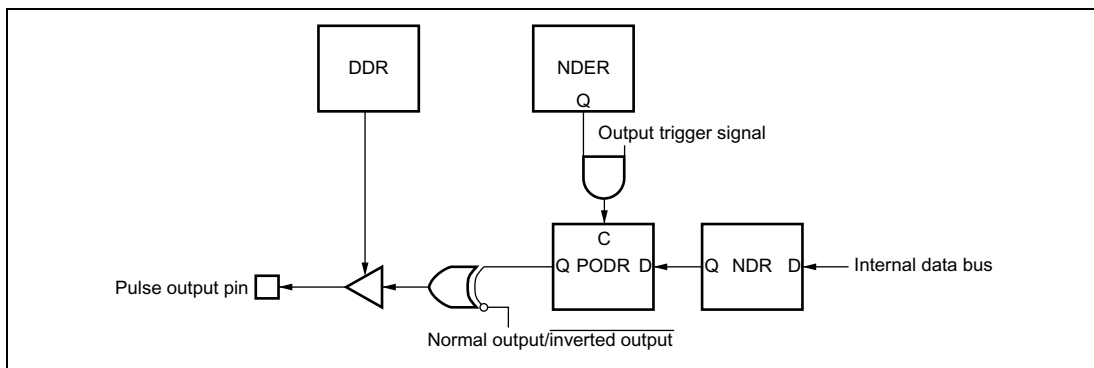 DDR
NDER
Q
Output trigger signal
C
Q PODR D
Q NDR D
Internal data bus
Pulse output pin
Normal output/inverted output